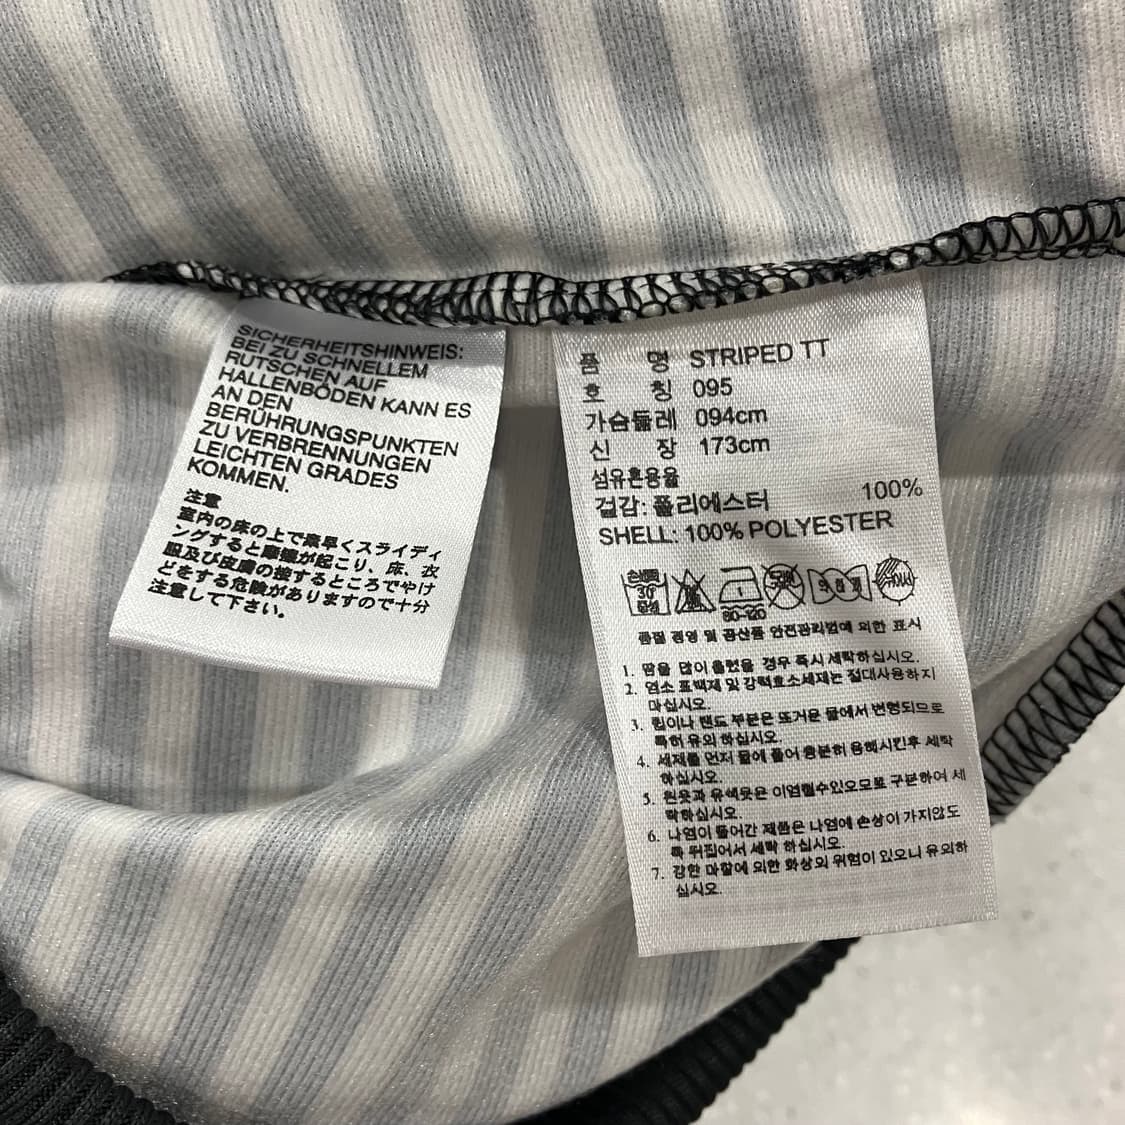 SICHERHEITSHINWEIS:
BEI ZU SCHNELLEM
RUTSCHEN AUF
HALLENBÖDEN KANN ES
AN DEN
BERÜHRUNGSPUNKTEN
ZU VERBRENNUNGEN
LEICHTEN GRADES
KOMMEN.
注意
室内の床の上で素早くスライディ
ングすると摩擦が起こり、床、衣
服及び皮膚の接するところでやけ
どをする危険がありますので十分
注意して下さい。
품 명 STRIPED TT
호 칭 095
가슴둘레 094cm
신 장 173cm
섬유혼용율
겉감: 폴리에스터 100%
SHELL: 100% POLYESTER
손세탁
30°
중성
80-120
품질 경영 및 공산품 안전관리법에 의한 표시
1. 땀을 많이 흘렸을 경우 즉시 세탁하십시오.
2. 염소 표백제 및 강력효소세제는 절대사용하지
마십시오.
3. 립이나 밴드 부분은 뜨거운 물에서 변형되므로
특히 유의 하십시오.
4. 세제를 먼저 물에 풀어 충분히 용해시킨후 세탁
하십시오.
5. 흰옷과 유색옷은 이염될수있으므로 구분하여 세
탁하십시오.
6. 나염이 들어간 제품은 나염에 손상이 가지않도
록 뒤집어서 세탁 하십시오.
7. 강한 마찰에 의한 화상의 위험이 있으니 유의하
십시오.